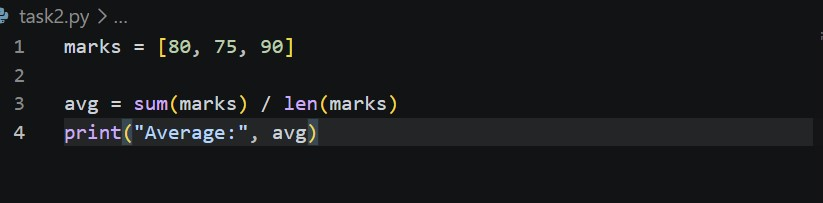 task2.py > ...
1 marks = [80, 75, 90]
2
3 avg = sum(marks) / len(marks)
4 print("Average:", avg)